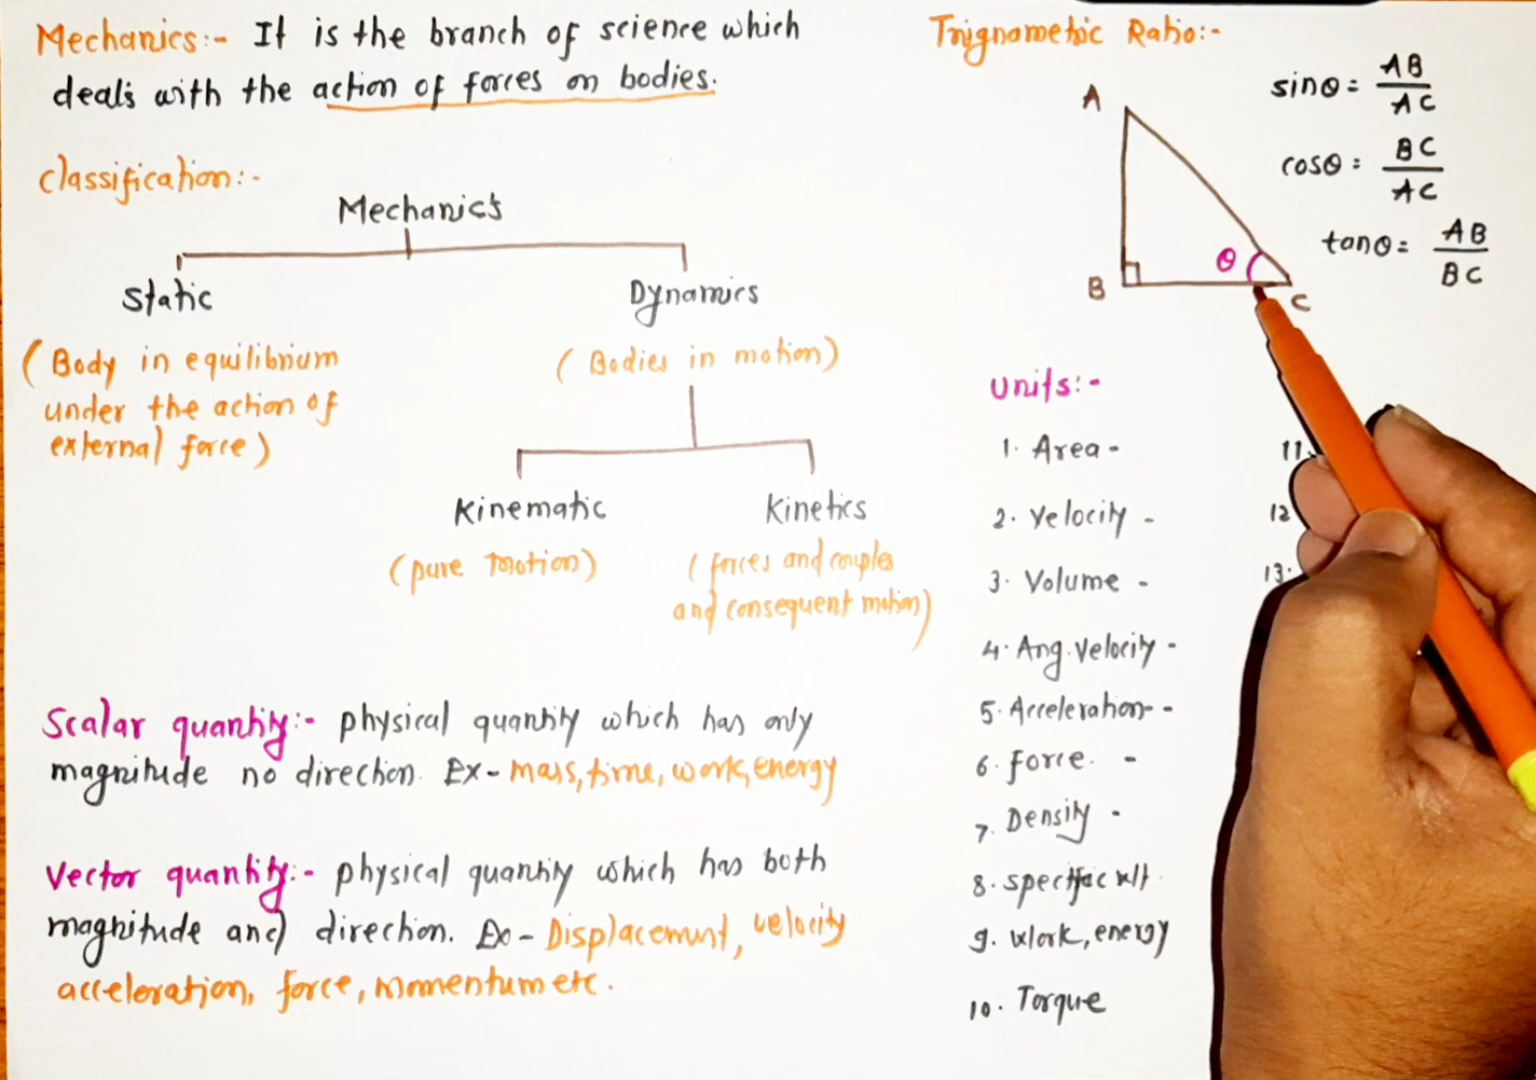 Mechanics:- It is the branch of science which
deals with the action of forces on bodies.
Classification:-
Mechanics
Static
Dynamics
(Body in equilibrium
under the action of
external force)
(Bodies in motion)
Kinematic
Kinetics
(pure motion)
(forces and couples
and consequent motion)
Scalar quantity:- physical quantity which has only
magnitude no direction. Ex- mass, time, work, energy
Vector quantity:- physical quantity which has both
magnitude and direction. Ex- Displacement, velocity
acceleration, force, momentum etc.
Trignometric Ratio:-
A
B
C
θ
sinθ = AB/AC
cosθ = BC/AC
tanθ = AB/BC
Units:-
1. Area -
2. Velocity -
3. Volume -
4. Ang. Velocity -
5. Acceleration -
6. force. -
7. Density -
8. specific wt.
9. Work, energy
10. Torque
11.
12
13.